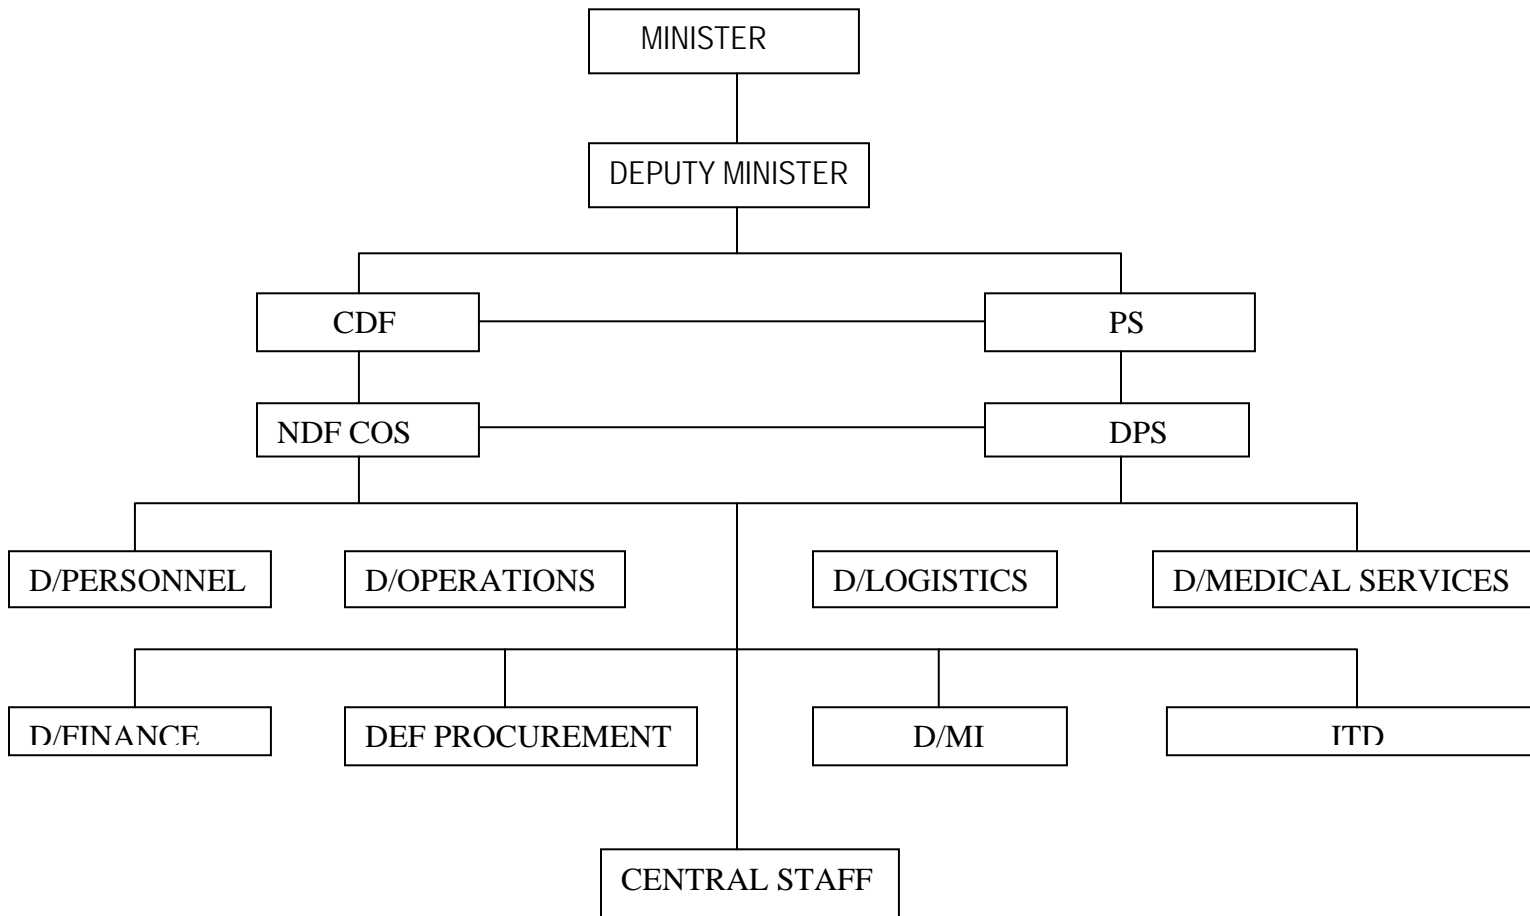 MINISTER
DEPUTY MINISTER
CDF
PS
NDF COS
DPS
D/PERSONNEL
D/OPERATIONS
D/LOGISTICS
D/MEDICAL SERVICES
D/FINANCE
DEF PROCUREMENT
D/MI
ITD
CENTRAL STAFF